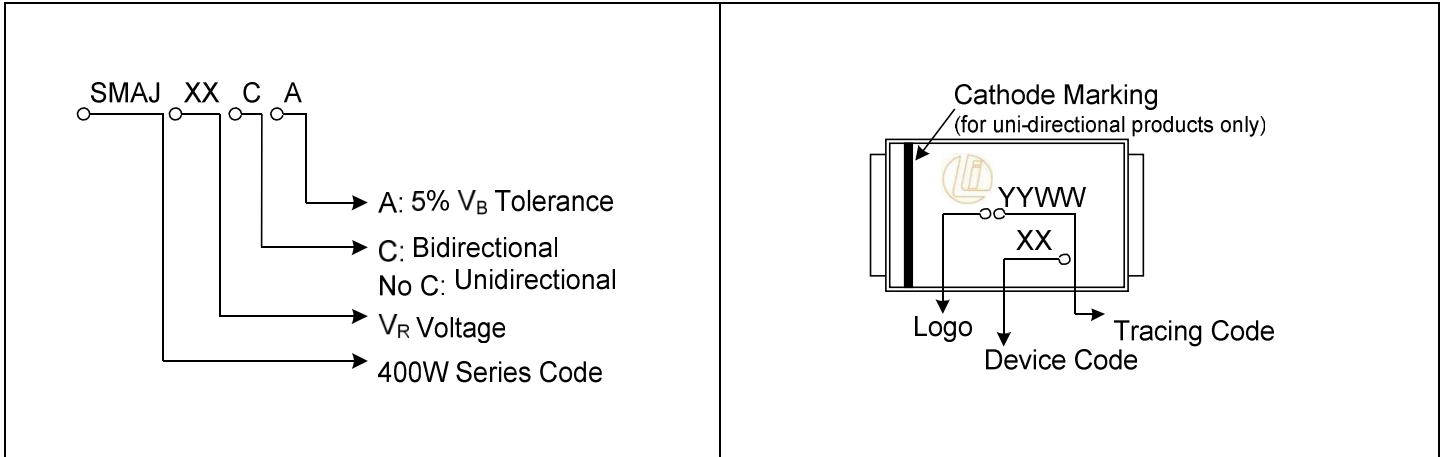 SMAJ XX C A
A: 5% VB Tolerance
C: Bidirectional
No C: Unidirectional
VR Voltage
400W Series Code
Cathode Marking
(for uni-directional products only)
YYWW
XX
Logo
Tracing Code
Device Code